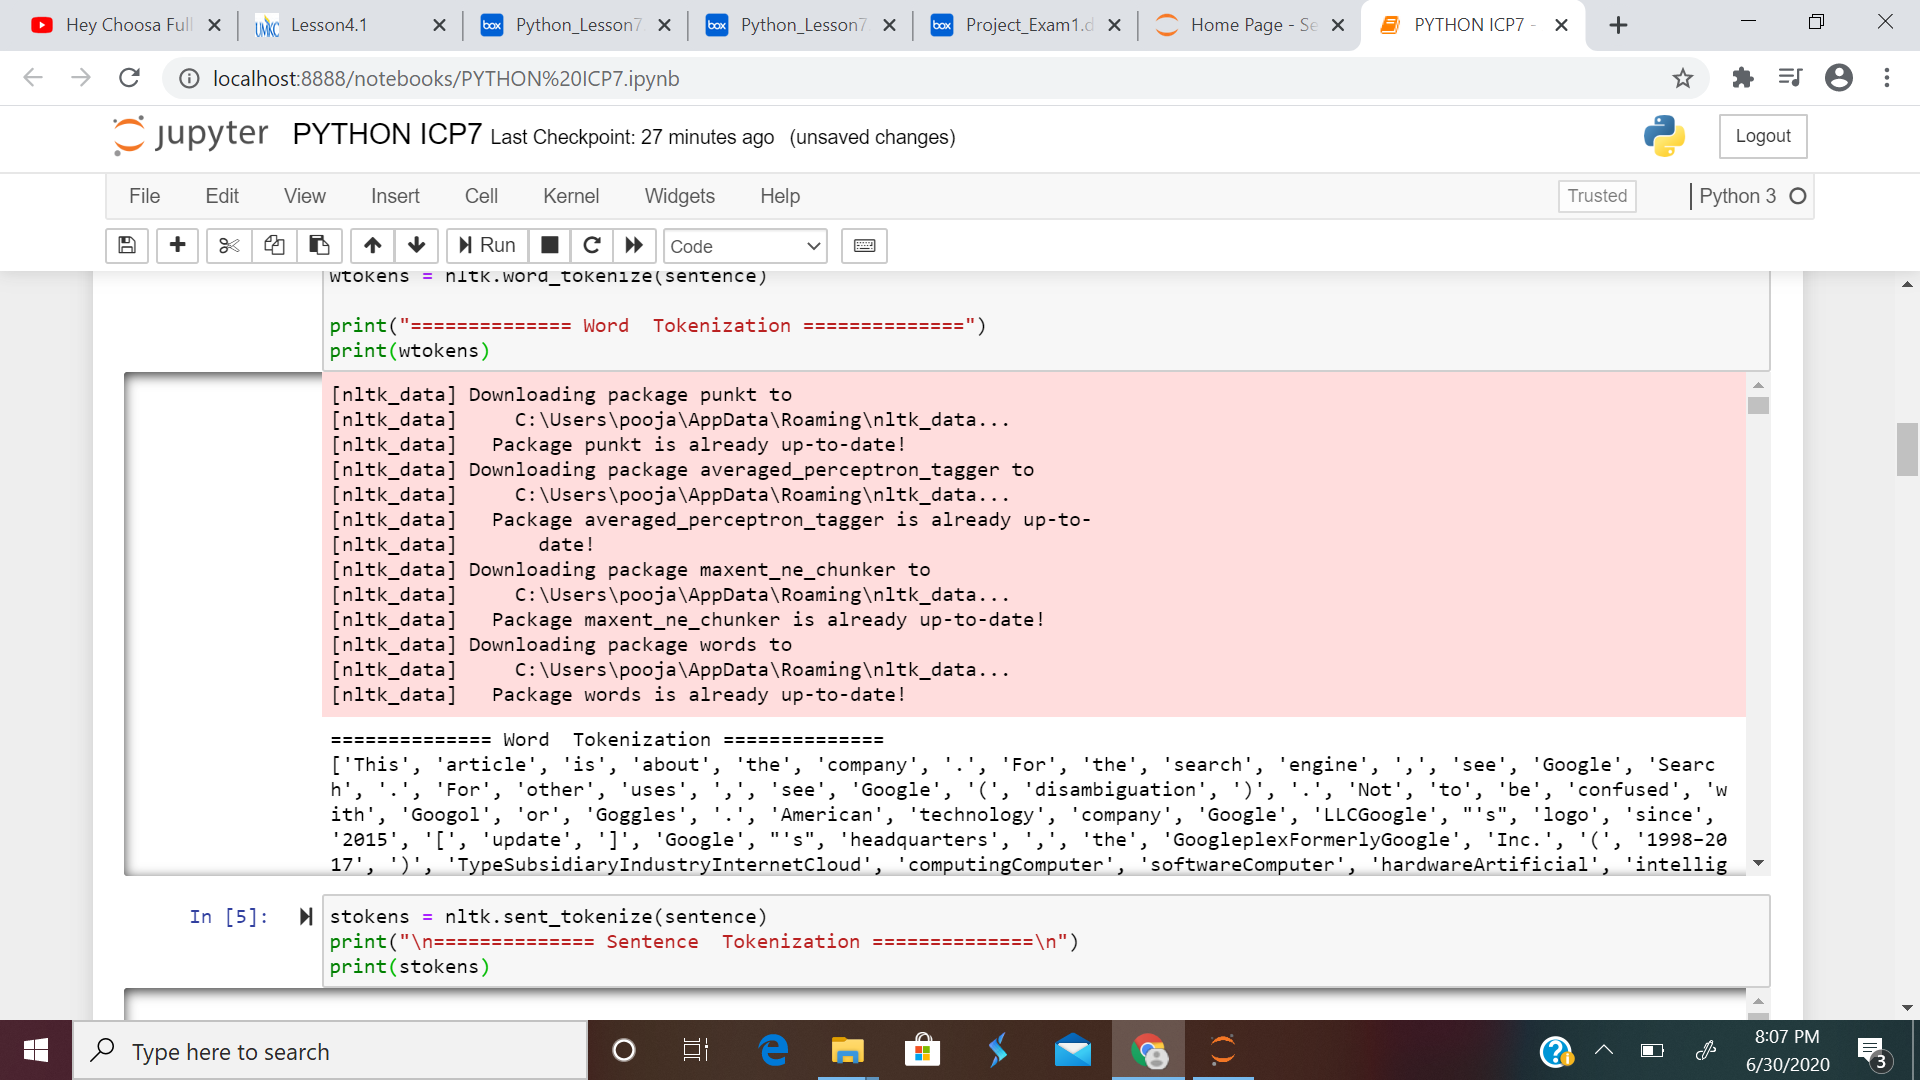 Hey Choosa Full
Lesson4.1
Python_Lesson7
Python_Lesson7
Project_Exam1.d
Home Page - Se
PYTHON ICP7 -
localhost:8888/notebooks/PYTHON%20ICP7.ipynb
jupyter PYTHON ICP7 Last Checkpoint: 27 minutes ago (unsaved changes)
Logout
File Edit View Insert Cell Kernel Widgets Help
Trusted
Python 3
Run
Code
wtokens = nltk.word_tokenize(sentence)
print("============== Word  Tokenization ==============")
print(wtokens)
[nltk_data] Downloading package punkt to
[nltk_data]     C:\Users\pooja\AppData\Roaming\nltk_data...
[nltk_data]   Package punkt is already up-to-date!
[nltk_data] Downloading package averaged_perceptron_tagger to
[nltk_data]     C:\Users\pooja\AppData\Roaming\nltk_data...
[nltk_data]   Package averaged_perceptron_tagger is already up-to-
[nltk_data]       date!
[nltk_data] Downloading package maxent_ne_chunker to
[nltk_data]     C:\Users\pooja\AppData\Roaming\nltk_data...
[nltk_data]   Package maxent_ne_chunker is already up-to-date!
[nltk_data] Downloading package words to
[nltk_data]     C:\Users\pooja\AppData\Roaming\nltk_data...
[nltk_data]   Package words is already up-to-date!
============== Word  Tokenization ==============
['This', 'article', 'is', 'about', 'the', 'company', '.', 'For', 'the', 'search', 'engine', ',', 'see', 'Google', 'Searc
h', '.', 'For', 'other', 'uses', ',', 'see', 'Google', '(', 'disambiguation', ')', '.', 'Not', 'to', 'be', 'confused', 'w
ith', 'Googol', 'or', 'Goggles', '.', 'American', 'technology', 'company', 'Google', 'LLCGoogle', "'s", 'logo', 'since',
'2015', '[', 'update', ']', 'Google', "'s", 'headquarters', ',', 'the', 'GoogleplexFormerlyGoogle', 'Inc.', '(', '1998–20
17', ')', 'TypeSubsidiaryIndustryInternetCloud', 'computingComputer', 'softwareComputer', 'hardwareArtificial', 'intellig
In [5]:
stokens = nltk.sent_tokenize(sentence)
print("\n============== Sentence  Tokenization ==============\n")
print(stokens)
Type here to search
8:07 PM
6/30/2020
3